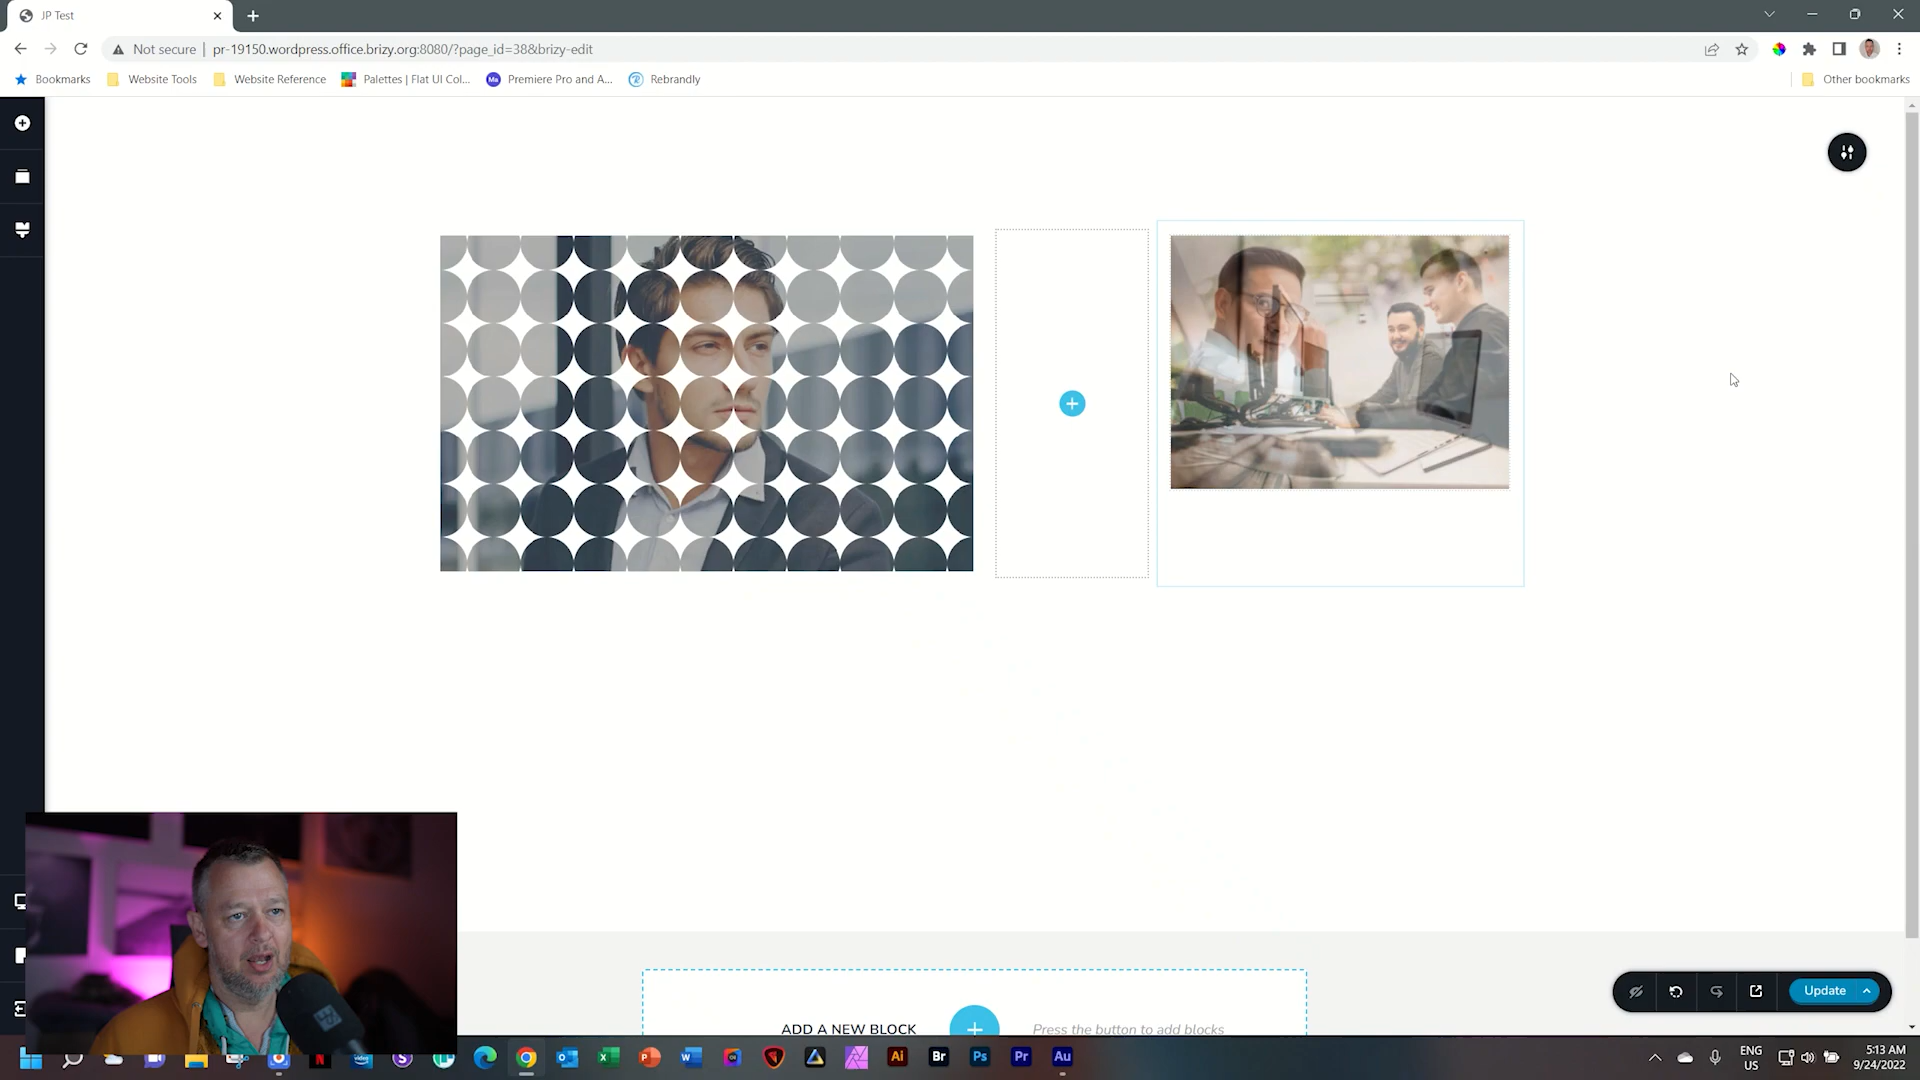 JP Test
Not secure
pr-19150.wordpress.office.brizy.org:8080/?page_id=38&brizy-edit
Bookmarks
Website Tools
Website Reference
Palettes | Flat UI Col...
Ma
Premiere Pro and A...
Rebrandly
Other bookmarks
Update
ADD A NEW BLOCK
Press the button to add blocks
Ai
Br
Ps
Pr
Au
ENG
US
5:13 AM
9/24/2022